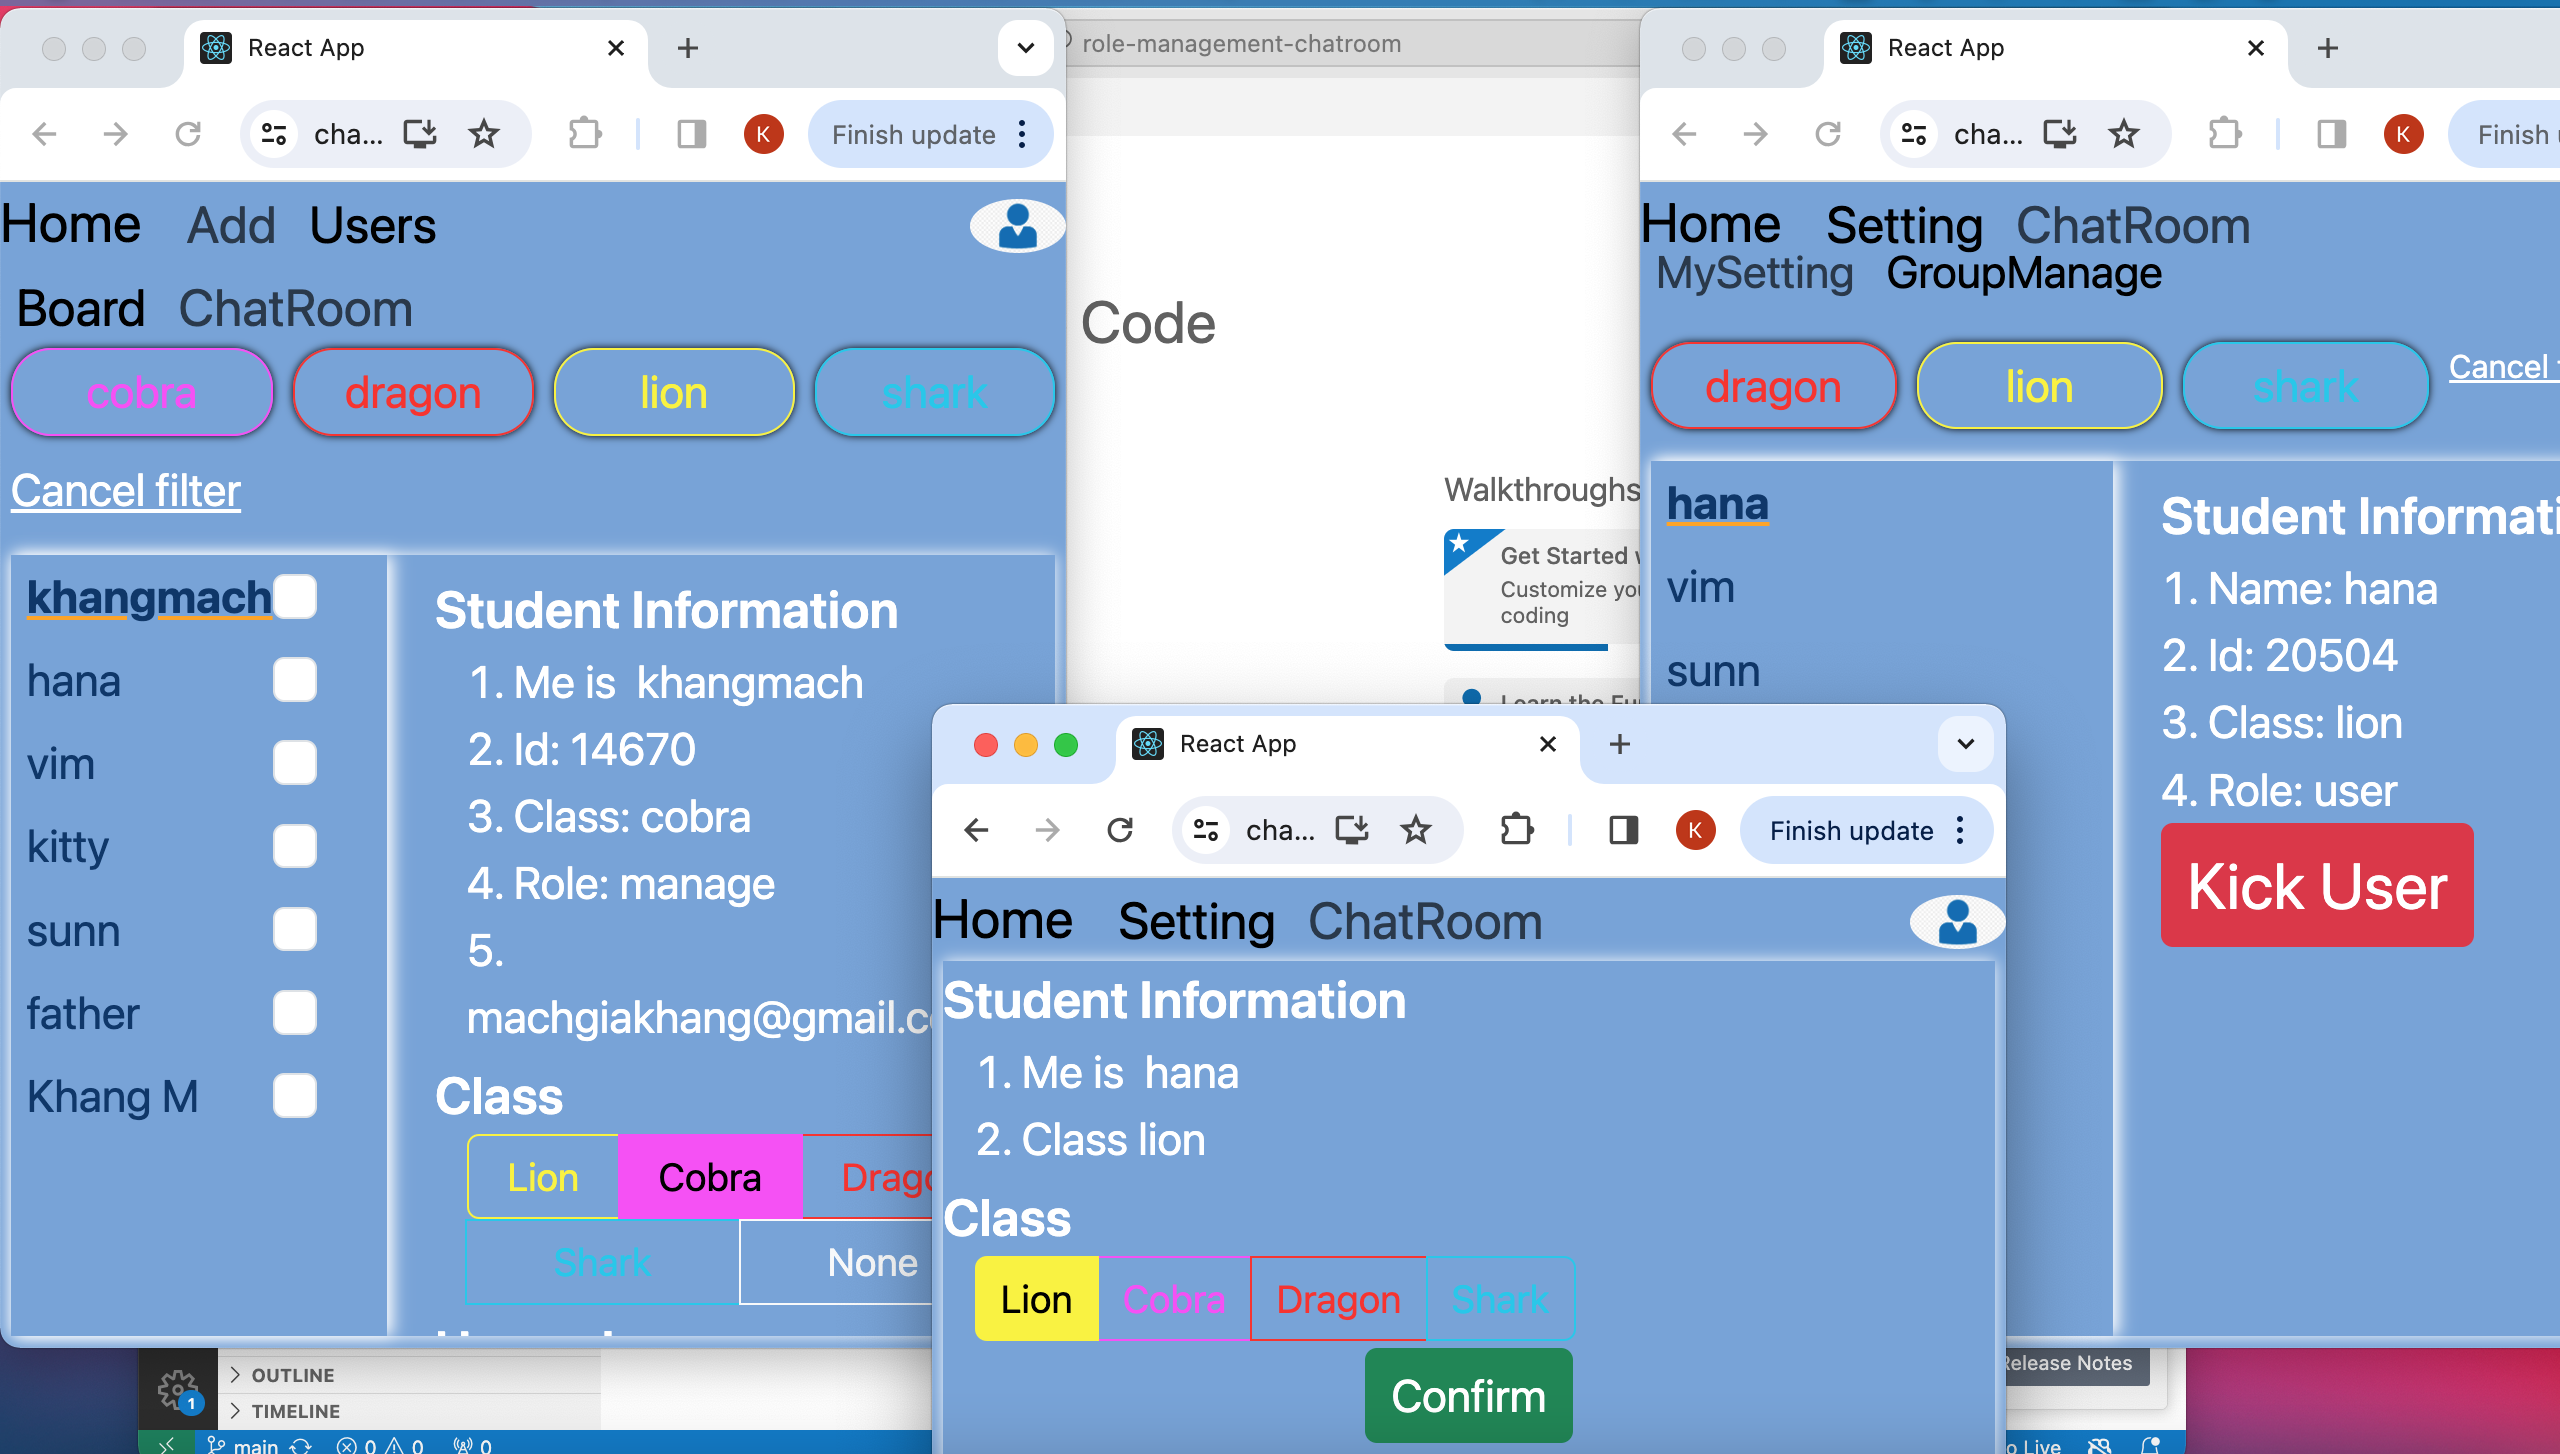 React App
cha...
K
Finish update
Home Add Users
Board ChatRoom
cobra dragon lion shark
Cancel filter
khangmach
hana
vim
kitty
sunn
father
Khang M
Student Information
1. Me is khangmach
2. Id: 14670
3. Class: cobra
4. Role: manage
5.
machgiakhang@gmail.c
Class
Lion Cobra Drag
Shark None
role-management-chatroom
Code
Walkthroughs
Get Started
Customize
coding
Learn the Fu
React App
cha...
K
Finish
Home Setting ChatRoom
MySetting GroupManage
dragon lion shark
Cancel
hana
vim
sunn
Student Informati
1. Name: hana
2. Id: 20504
3. Class: lion
4. Role: user
Kick User
React App
cha...
K
Finish update
Home Setting ChatRoom
Student Information
1. Me is hana
2. Class lion
Class
Lion Cobra Dragon Shark
Confirm
OUTLINE
TIMELINE
1
main 0 0 0
Release Notes
Live